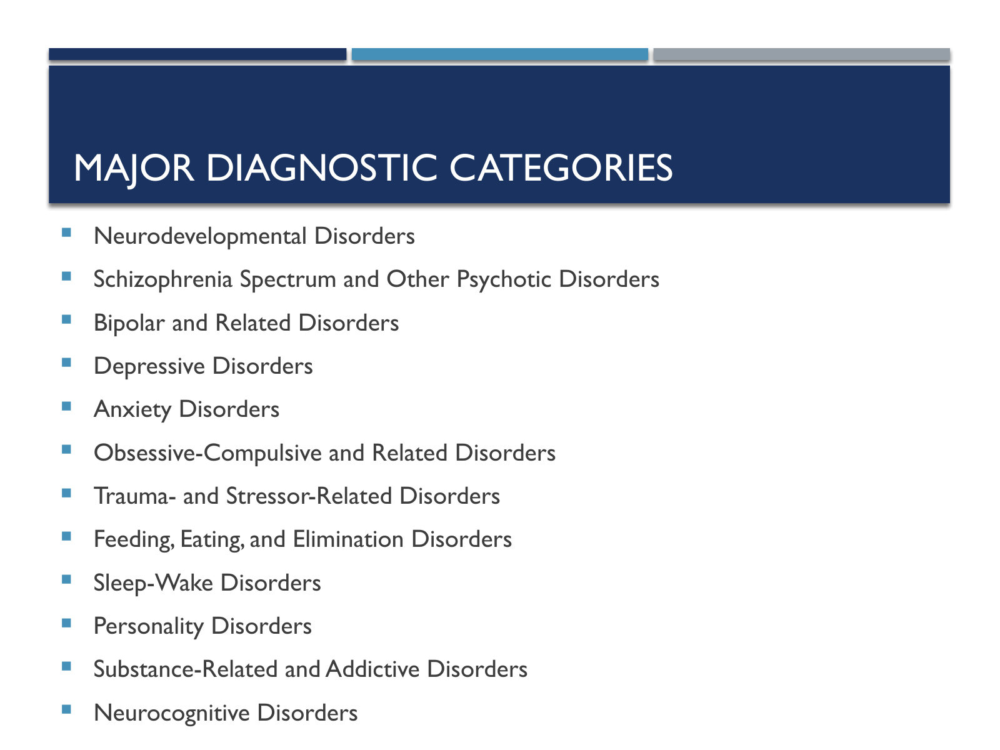 MAJOR DIAGNOSTIC CATEGORIES
Neurodevelopmental Disorders
Schizophrenia Spectrum and Other Psychotic Disorders
Bipolar and Related Disorders
Depressive Disorders
Anxiety Disorders
Obsessive-Compulsive and Related Disorders
Trauma- and Stressor-Related Disorders
Feeding, Eating, and Elimination Disorders
Sleep-Wake Disorders
Personality Disorders
Substance-Related and Addictive Disorders
Neurocognitive Disorders